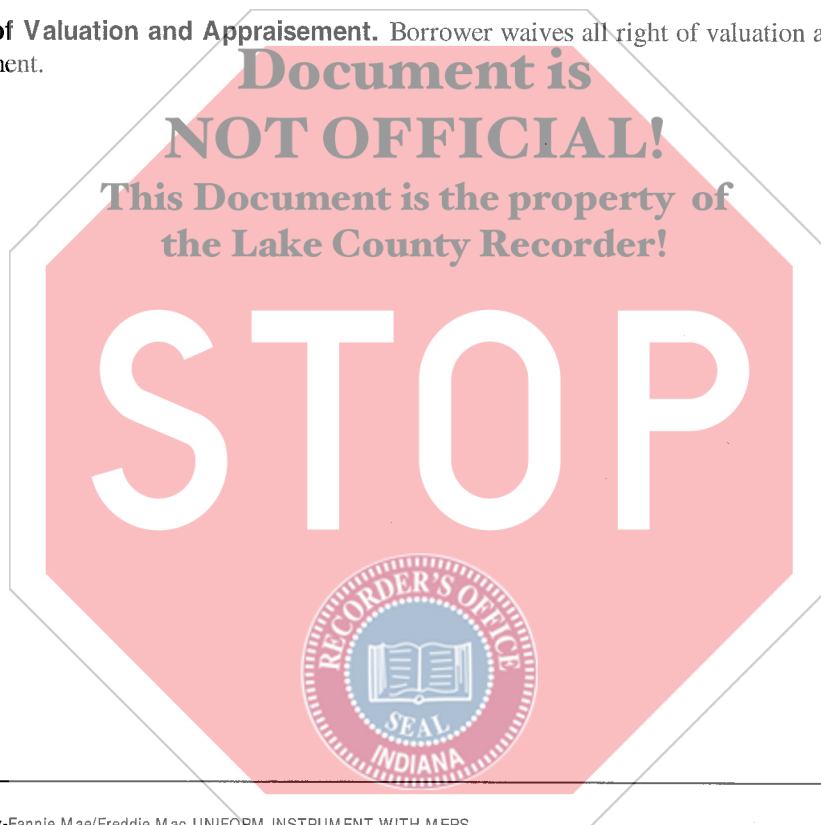 of Valuation and Appraisement. Borrower waives all right of valuation a
ment.
Document is
NOT OFFICIAL!
This Document is the property of
the Lake County Recorder!
STOP
RECORDER'S OFFICE
SEAL
INDIANA
-Fannie Mae/Freddie Mac UNIFORM INSTRUMENT WITH MERS